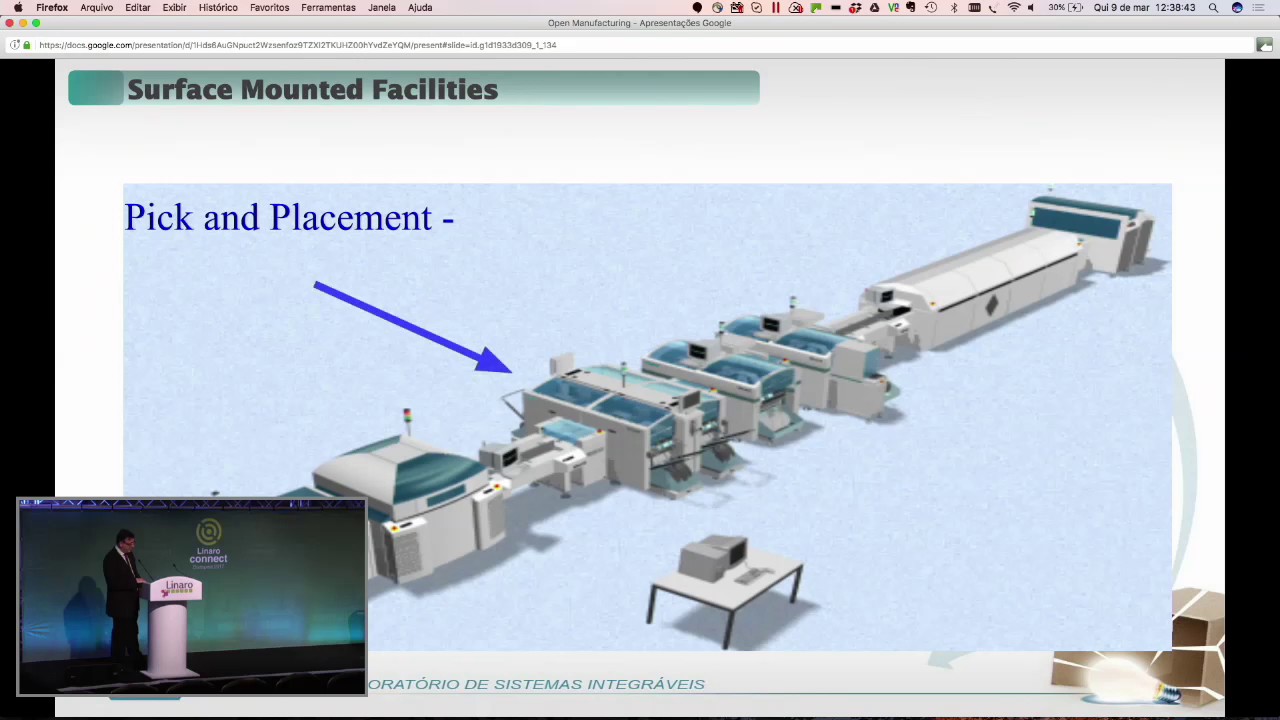 Firefox Arquivo Editar Exibir Histórico Favoritos Ferramentas Janela Ajuda 30% Qui 9 de mar 12:38:43
Open Manufacturing - Apresentações Google
https://docs.google.com/presentation/d/1Hds6AuGNpuct2Wzsenfoz9TZXI2TKUHZ00hYvdZeYQM/present#slide=id.g1d1933d309_1_134
Surface Mounted Facilities
Pick and Placement -
Linaro
connect
Budapest 2017
Linaro
ORATÓRIO DE SISTEMAS INTEGRÁVEIS